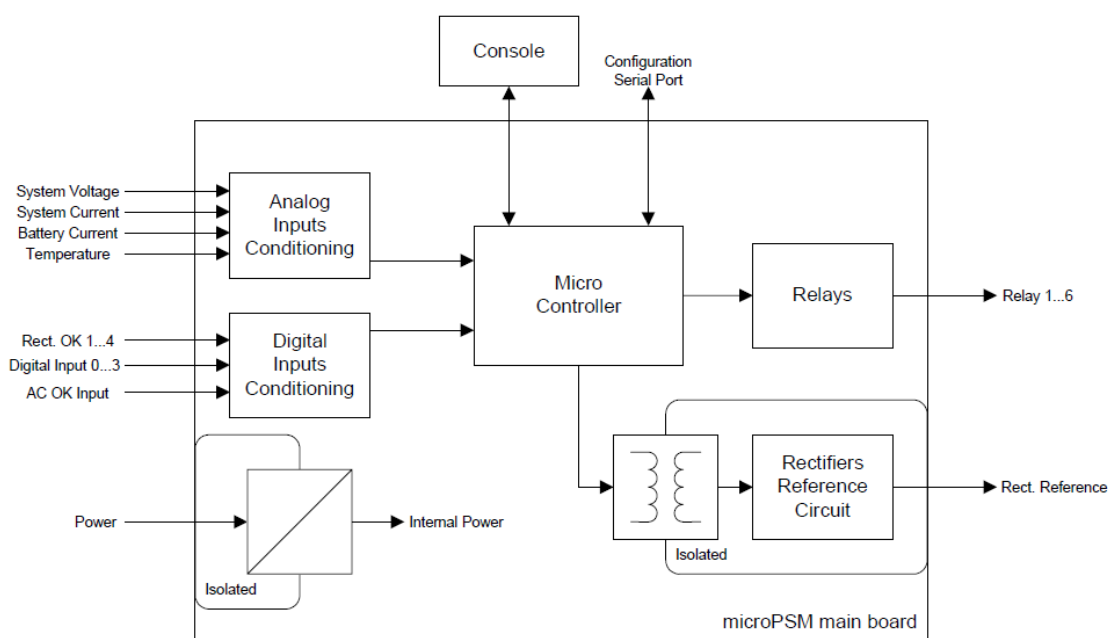 Console
Configuration
Serial Port
System Voltage
System Current
Battery Current
Temperature
Analog
Inputs
Conditioning
Micro
Controller
Relays
Relay 1...6
Rect. OK 1...4
Digital Input 0...3
AC OK Input
Digital
Inputs
Conditioning
Power
Internal Power
Isolated
Rectifiers
Reference
Circuit
Rect. Reference
Isolated
microPSM main board